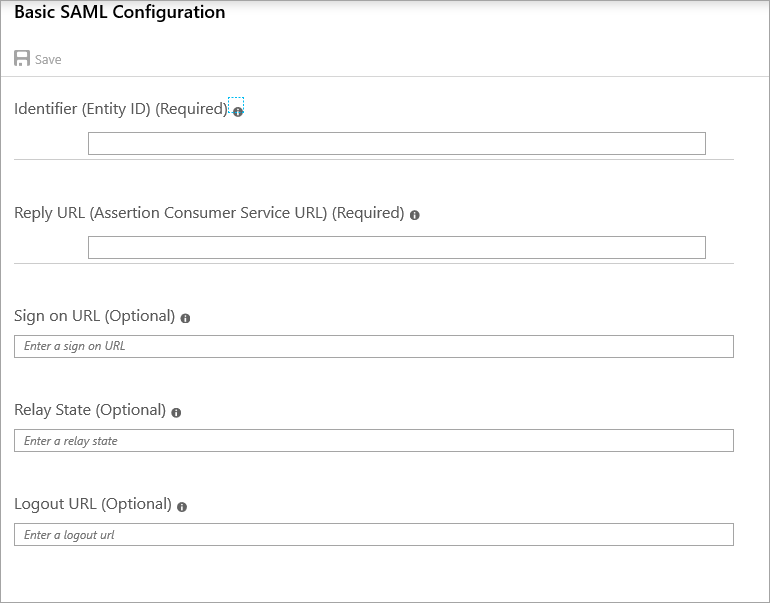 Basic SAML Configuration
Save
Identifier (Entity ID) (Required)
Reply URL (Assertion Consumer Service URL) (Required)
Sign on URL (Optional)
Enter a sign on URL
Relay State (Optional)
Enter a relay state
Logout URL (Optional)
Enter a logout url